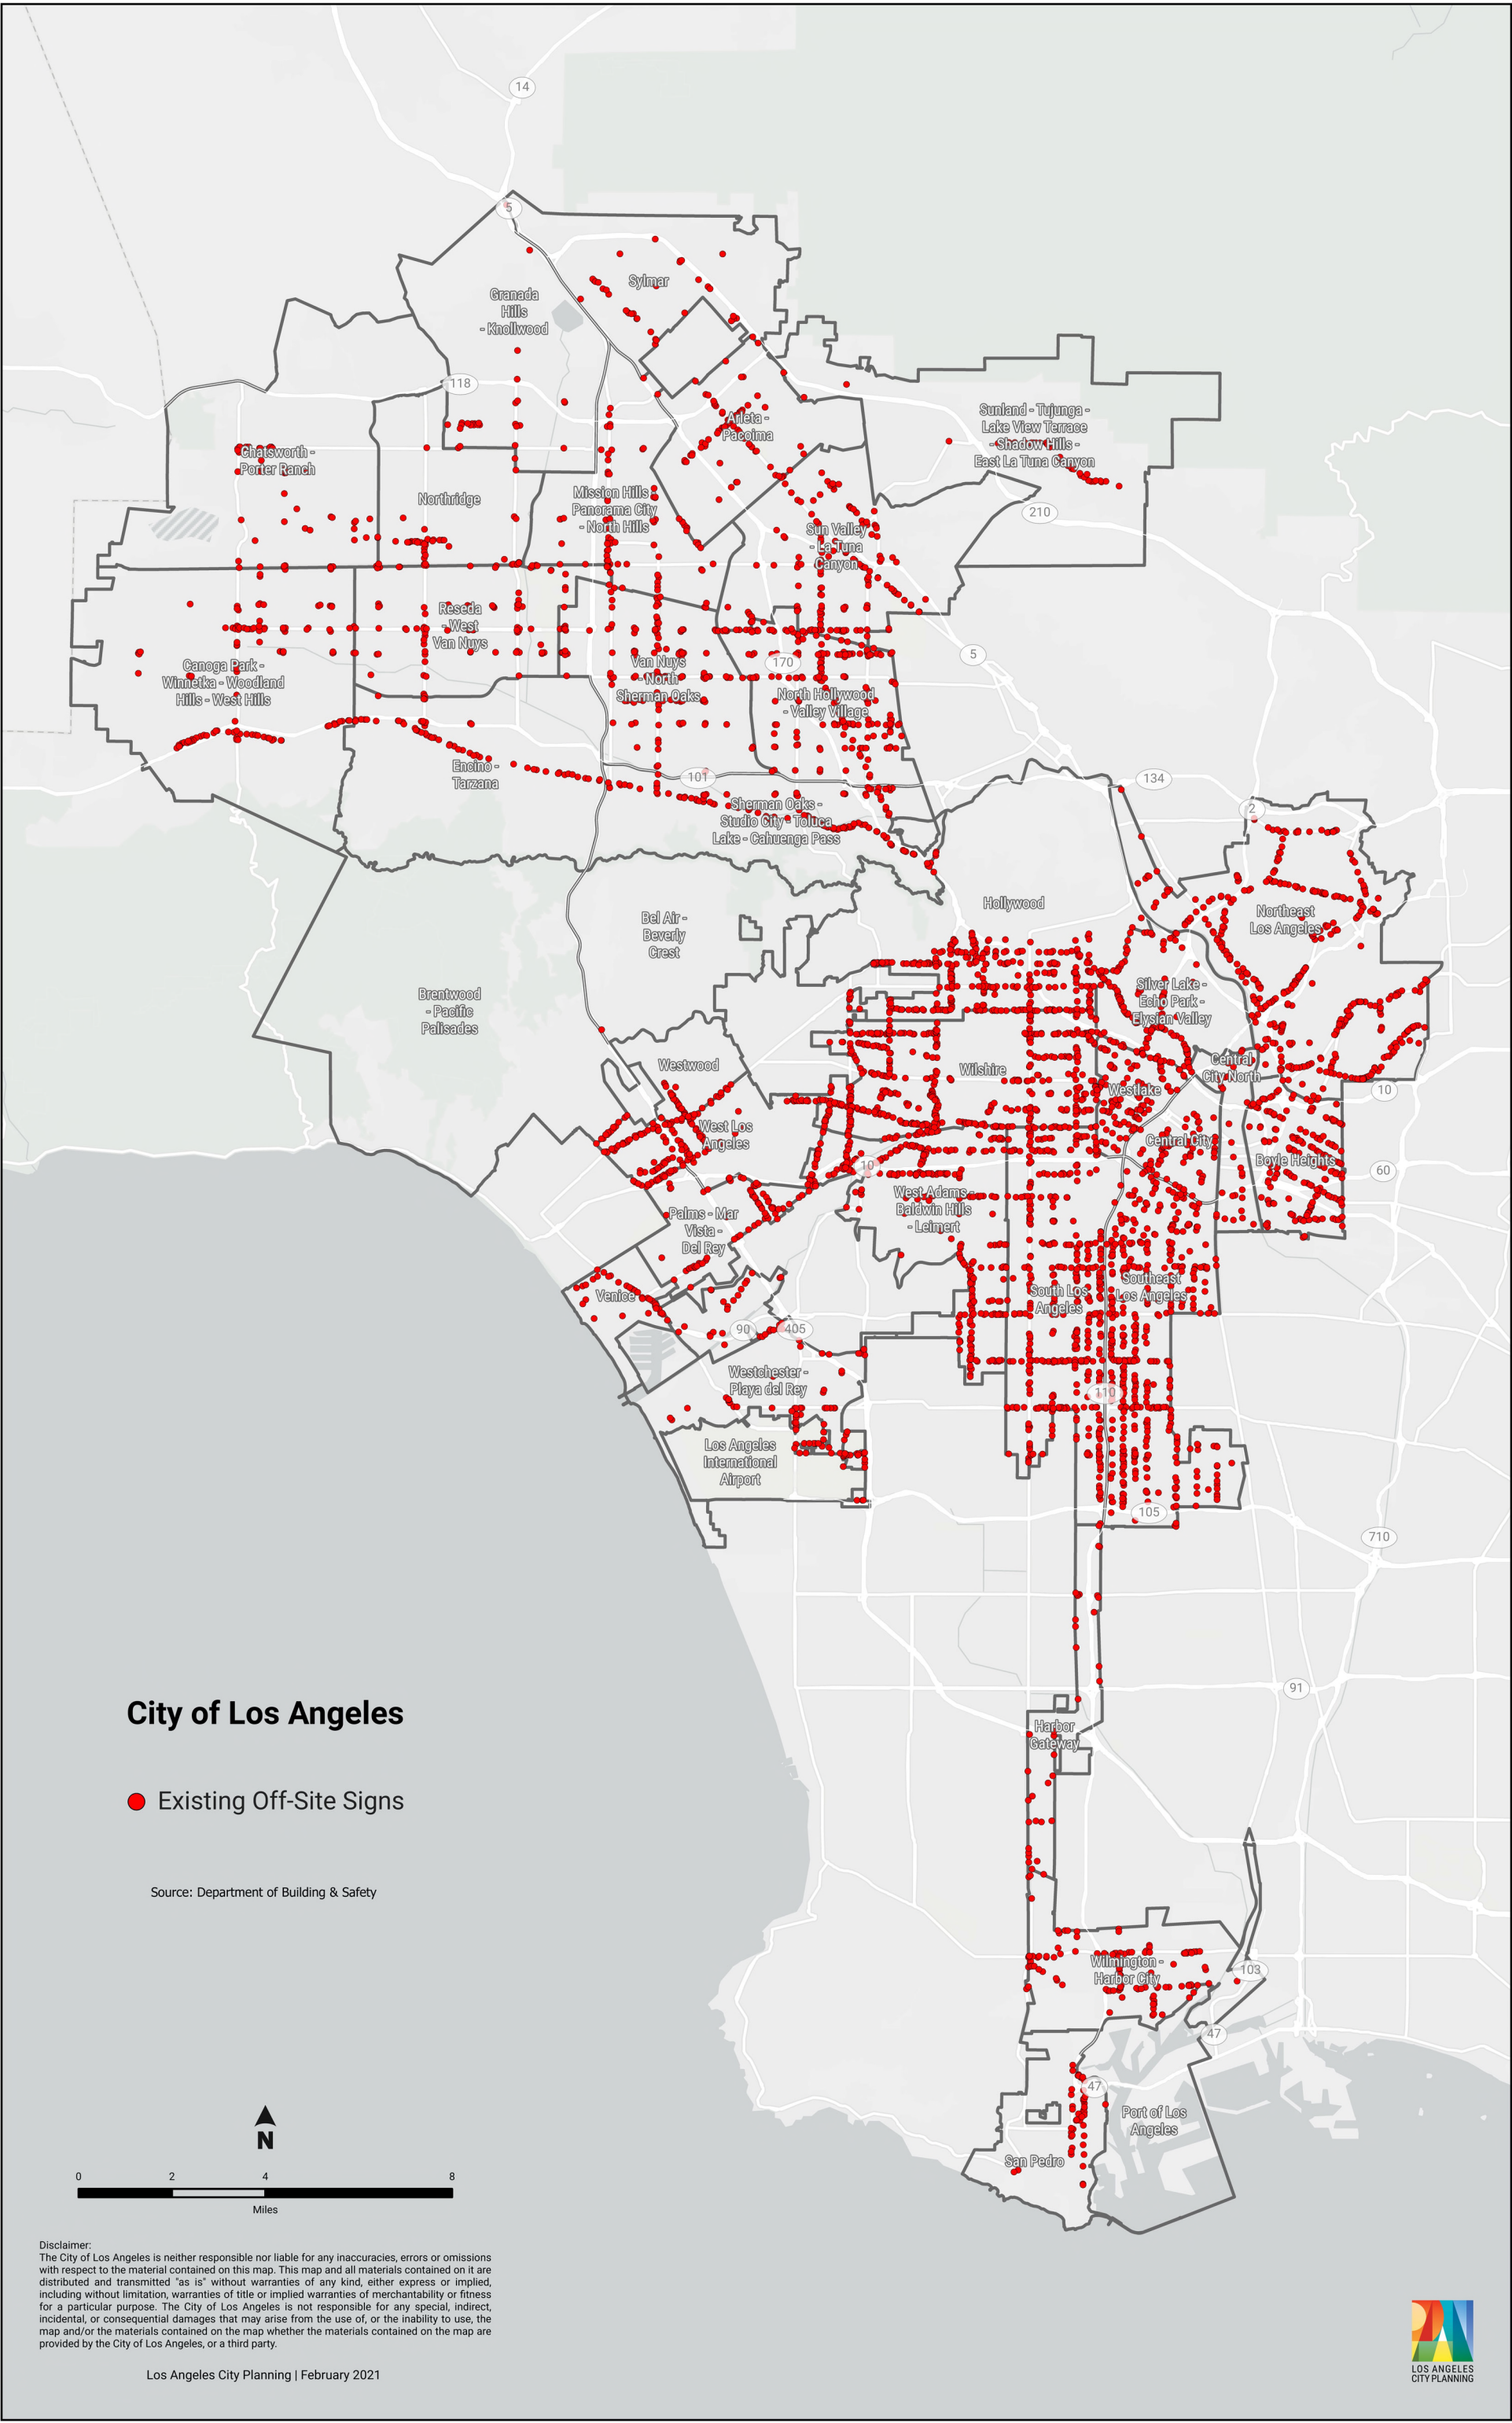 14
5
Sylmar
Granada
Hills
- Knollwood
118
Arleta -
Pacoima
Sunland - Tujunga -
Lake View Terrace
- Shadow Hills -
East La Tuna Canyon
Chatsworth -
Porter Ranch
Northridge
Mission Hills -
Panorama City
- North Hills
210
Sun Valley
- La Tuna
Canyon
Reseda
- West
Van Nuys
5
170
Canoga Park -
Winnetka - Woodland
Hills - West Hills
Van Nuys
- North
Sherman Oaks
North Hollywood
- Valley Village
Encino -
Tarzana
101
134
Sherman Oaks -
Studio City - Toluca
Lake - Cahuenga Pass
2
Hollywood
Northeast
Los Angeles
Bel Air -
Beverly
Crest
Brentwood
- Pacific
Palisades
Silver Lake -
Echo Park -
Elysian Valley
Westwood
Wilshire
Central
City North
Westlake
10
West Los
Angeles
Central City
Boyle Heights
10
60
West Adams -
Baldwin Hills
- Leimert
Palms - Mar
Vista -
Del Rey
Venice
South Los
Angeles
Southeast
Los Angeles
90
405
Westchester -
Playa del Rey
110
Los Angeles
International
Airport
105
710
91
City of Los Angeles
Harbor
Gateway
Existing Off-Site Signs
Source: Department of Building & Safety
Wilmington -
Harbor City
103
47
47
Port of Los
Angeles
San Pedro
N
0 2 4 8
Miles
Disclaimer:
The City of Los Angeles is neither responsible nor liable for any inaccuracies, errors or omissions
with respect to the material contained on this map. This map and all materials contained on it are
distributed and transmitted "as is" without warranties of any kind, either express or implied,
including without limitation, warranties of title or implied warranties of merchantability or fitness
for a particular purpose. The City of Los Angeles is not responsible for any special, indirect,
incidental, or consequential damages that may arise from the use of, or the inability to use, the
map and/or the materials contained on the map whether the materials contained on the map are
provided by the City of Los Angeles, or a third party.
Los Angeles City Planning | February 2021
LOS ANGELES
CITY PLANNING